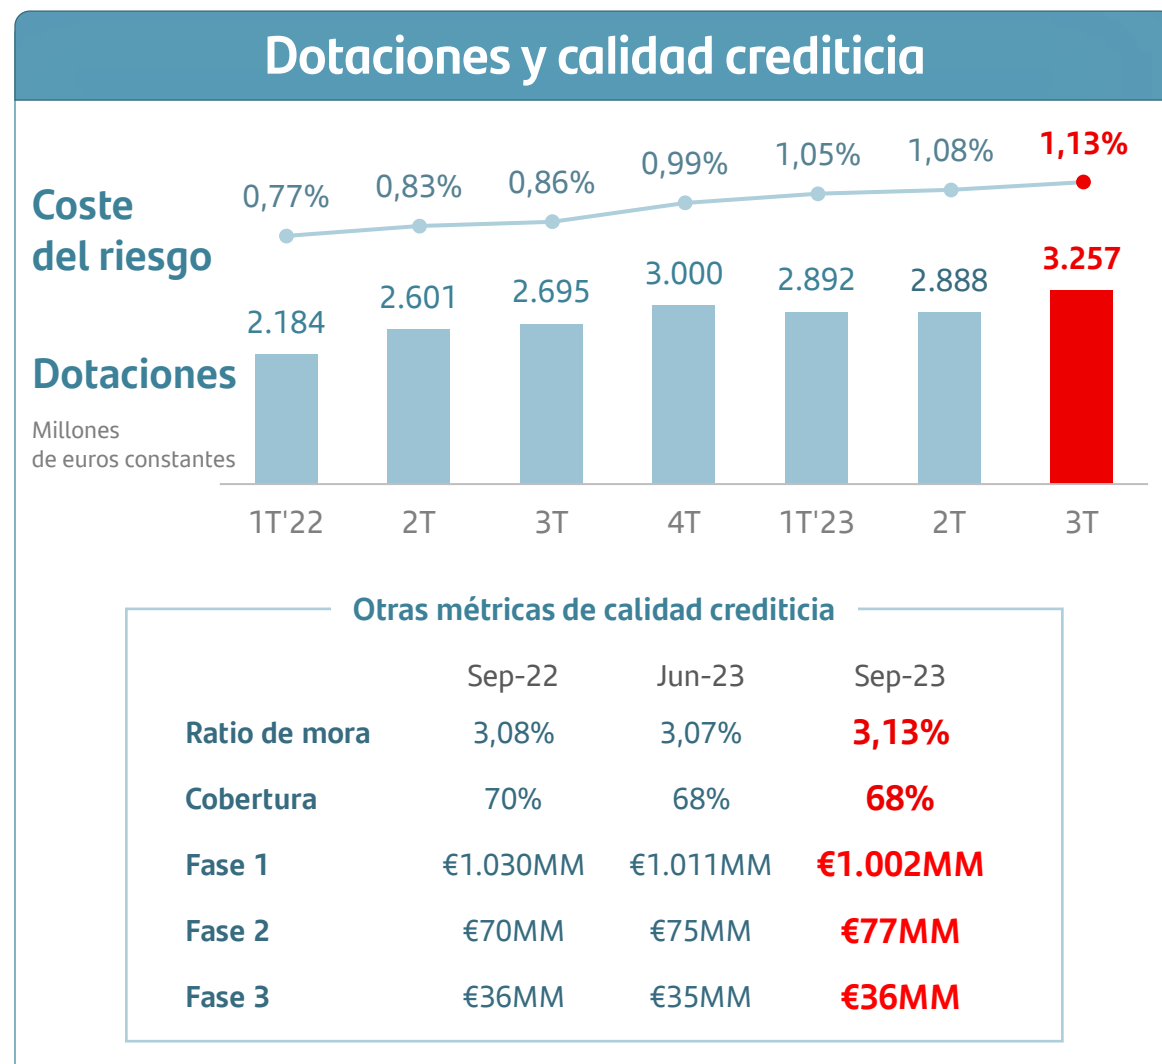 Dotaciones y calidad crediticia
Coste
del riesgo
0,77% 0,83% 0,86% 0,99% 1,05% 1,08% 1,13%
Dotaciones
Millones
de euros constantes
2.184 2.601 2.695 3.000 2.892 2.888 3.257
1T'22 2T 3T 4T 1T'23 2T 3T
Otras métricas de calidad crediticia
Sep-22 Jun-23 Sep-23
Ratio de mora 3,08% 3,07% 3,13%
Cobertura 70% 68% 68%
Fase 1 €1.030MM €1.011MM €1.002MM
Fase 2 €70MM €75MM €77MM
Fase 3 €36MM €35MM €36MM